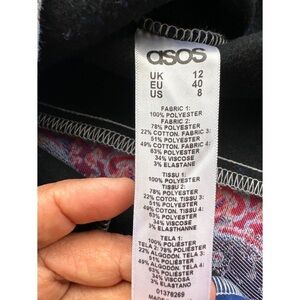 asos
UK 12
EU 40
US 8
FABRIC 1:
100% POLYESTER
FABRIC 2:
78% POLYESTER
22% COTTON. FABRIC 3:
51% POLYESTER
49% COTTON. FABRIC 4:
63% POLYESTER
34% VISCOSE
3% ELASTANE
TISSU 1:
100% POLYESTER
TISSU 2:
78% POLYESTER
22% COTON. TISSU 3:
51% POLYESTER
49% COTON. TISSU 4:
63% POLYESTER
34% VISCOSE
3% ELASTHANNE
TELA 1:
100% POLIÉSTER
TELA 2:
78% POLIÉSTER
22% ALGODÓN. TELA 3:
51% POLIÉSTER
49% ALGODÓN. TELA 4:
63% POLIÉSTER
34% VISCOSA
3% ELASTANO
01378269
MADE